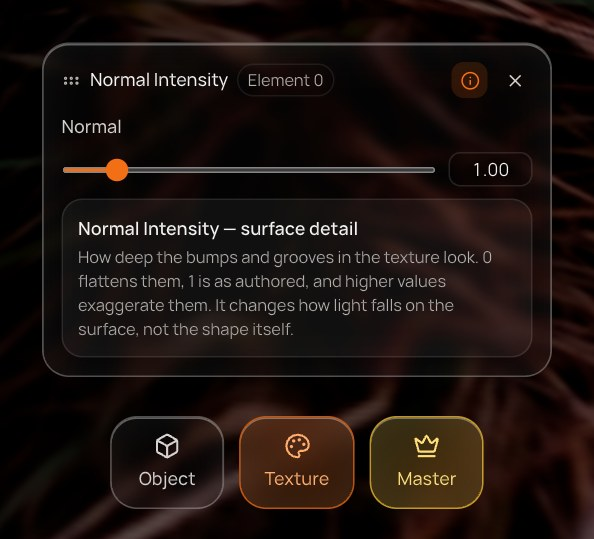 Normal Intensity Element 0
Normal
1.00
Normal Intensity — surface detail
How deep the bumps and grooves in the texture look. 0
flattens them, 1 is as authored, and higher values
exaggerate them. It changes how light falls on the
surface, not the shape itself.
Object Texture Master